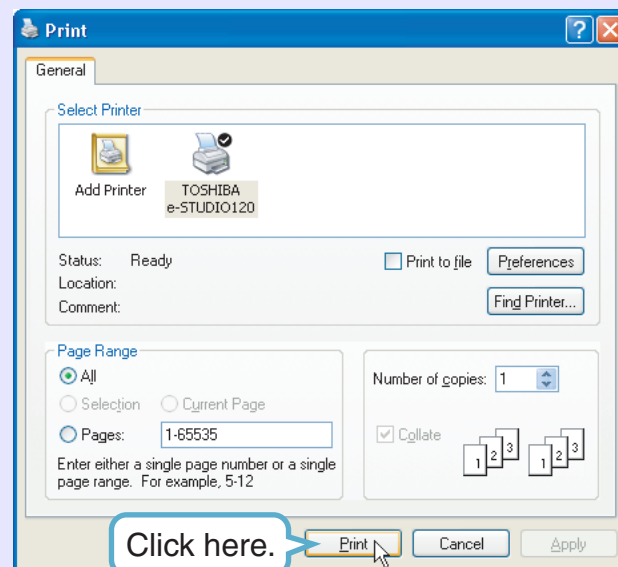 Print
General
Select Printer
Add Printer
TOSHIBA
e-STUDIO120
Status: Ready
Location:
Comment:
Print to file
Preferences
Find Printer...
Page Range
All
Selection Current Page
Pages: 1-65535
Enter either a single page number or a single
page range. For example, 5-12
Number of copies: 1
Collate
1 2 3 1 2 3
Click here.
Print Cancel Apply